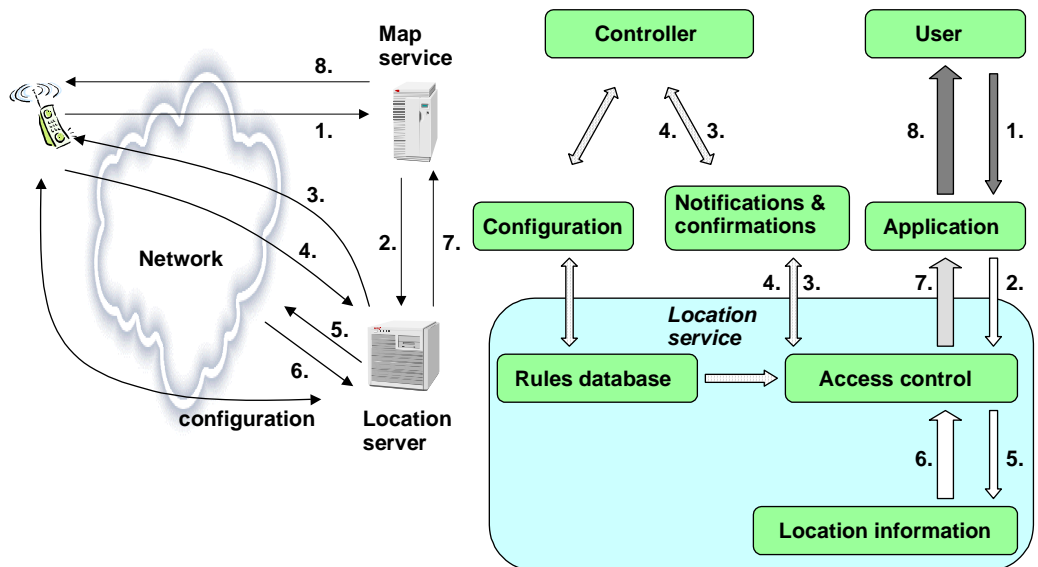 Map
service
8.
1.
3.
2.
7.
4.
Network
5.
6.
configuration
Location
server
Controller
User
4.
3.
8.
1.
Configuration
Notifications &
confirmations
Application
4.
3.
7.
2.
Location
service
Rules database
Access control
6.
5.
Location information